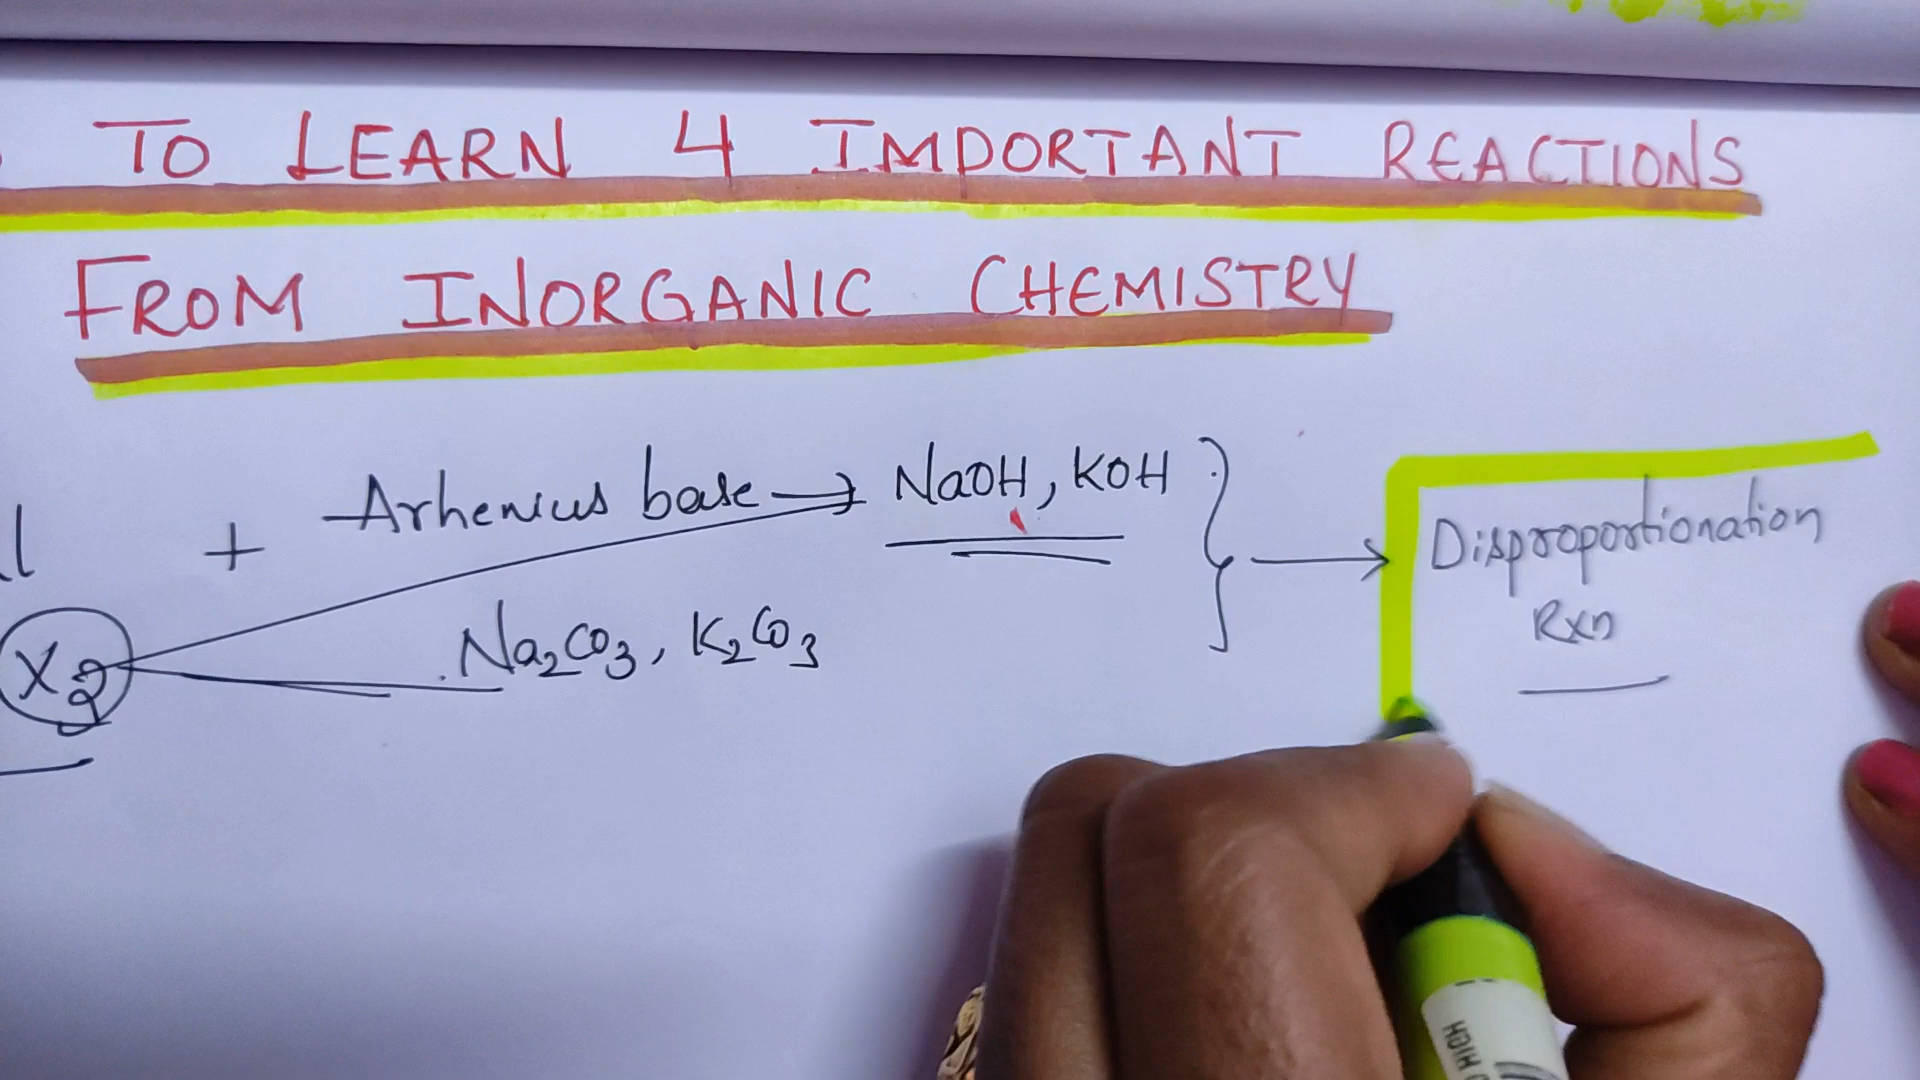 TO LEARN 4 IMPORTANT REACTIONS
FROM INORGANIC CHEMISTRY
l + Arhenius base → NaOH, KOH } → Disproportionation
Rxn
X2 Na2CO3, K2CO3
HIGH